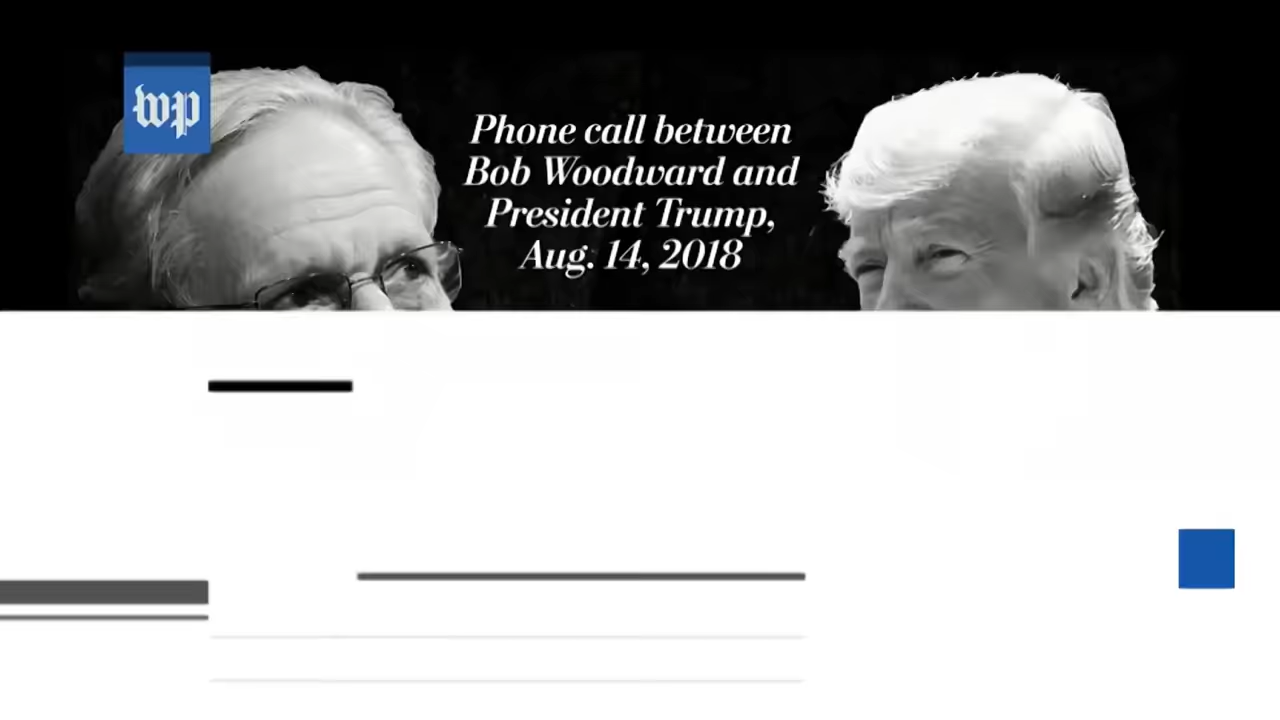 wp
Phone call between
Bob Woodward and
President Trump,
Aug. 14, 2018